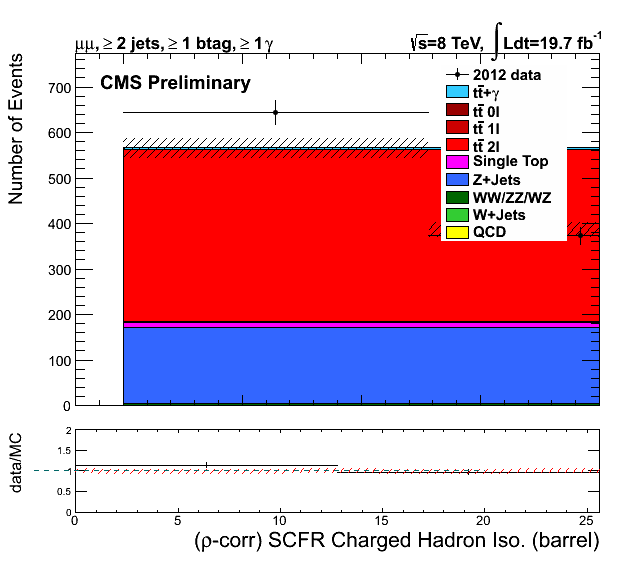 μμ, ≥ 2 jets, ≥ 1 btag, ≥ 1 γ
√s=8 TeV, ∫ Ldt=19.7 fb⁻¹
CMS Preliminary
2012 data
tt̅+γ
tt̅ 0l
tt̅ 1l
tt̅ 2l
Single Top
Z+Jets
WW/ZZ/WZ
W+Jets
QCD
Number of Events
700
600
500
400
300
200
100
0
data/MC
2
1.5
1
0.5
0
0 5 10 15 20 25
(ρ-corr) SCFR Charged Hadron Iso. (barrel)